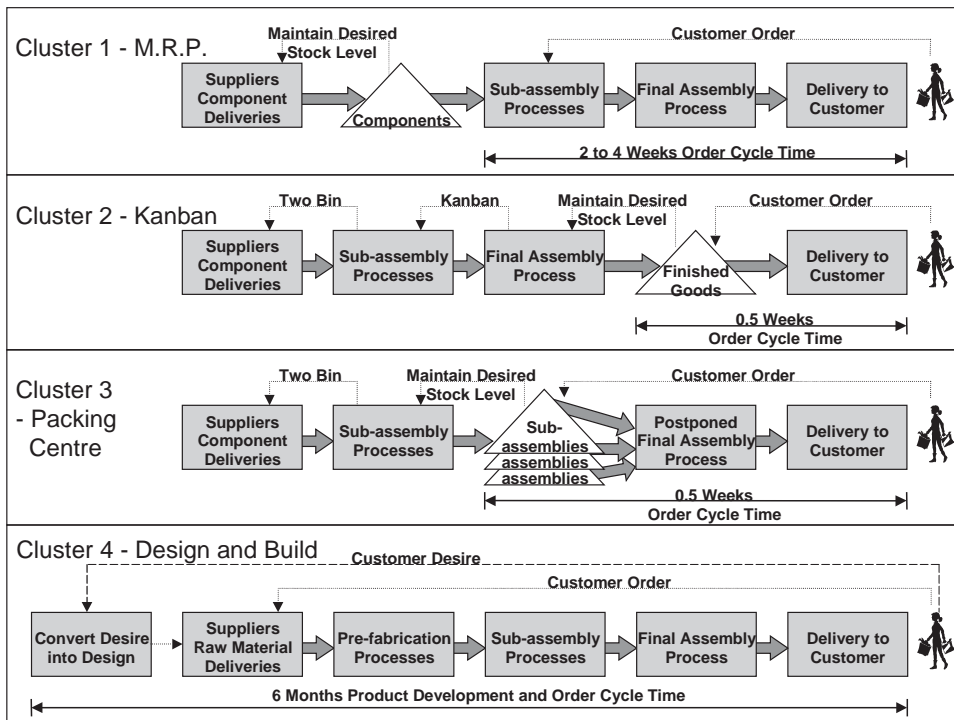 Cluster 1 - M.R.P.
Maintain Desired
Stock Level
Customer Order
Suppliers
Component
Deliveries
Components
Sub-assembly
Processes
Final Assembly
Process
Delivery to
Customer
2 to 4 Weeks Order Cycle Time
Cluster 2 - Kanban
Two Bin
Kanban
Maintain Desired
Stock Level
Customer Order
Suppliers
Component
Deliveries
Sub-assembly
Processes
Final Assembly
Process
Finished
Goods
Delivery to
Customer
0.5 Weeks
Order Cycle Time
Cluster 3
- Packing
Centre
Two Bin
Maintain Desired
Stock Level
Customer Order
Suppliers
Component
Deliveries
Sub-assembly
Processes
Sub-
assemblies
assemblies
assemblies
Postponed
Final Assembly
Process
Delivery to
Customer
0.5 Weeks
Order Cycle Time
Cluster 4 - Design and Build
Customer Desire
Customer Order
Convert Desire
into Design
Suppliers
Raw Material
Deliveries
Pre-fabrication
Processes
Sub-assembly
Processes
Final Assembly
Process
Delivery to
Customer
6 Months Product Development and Order Cycle Time